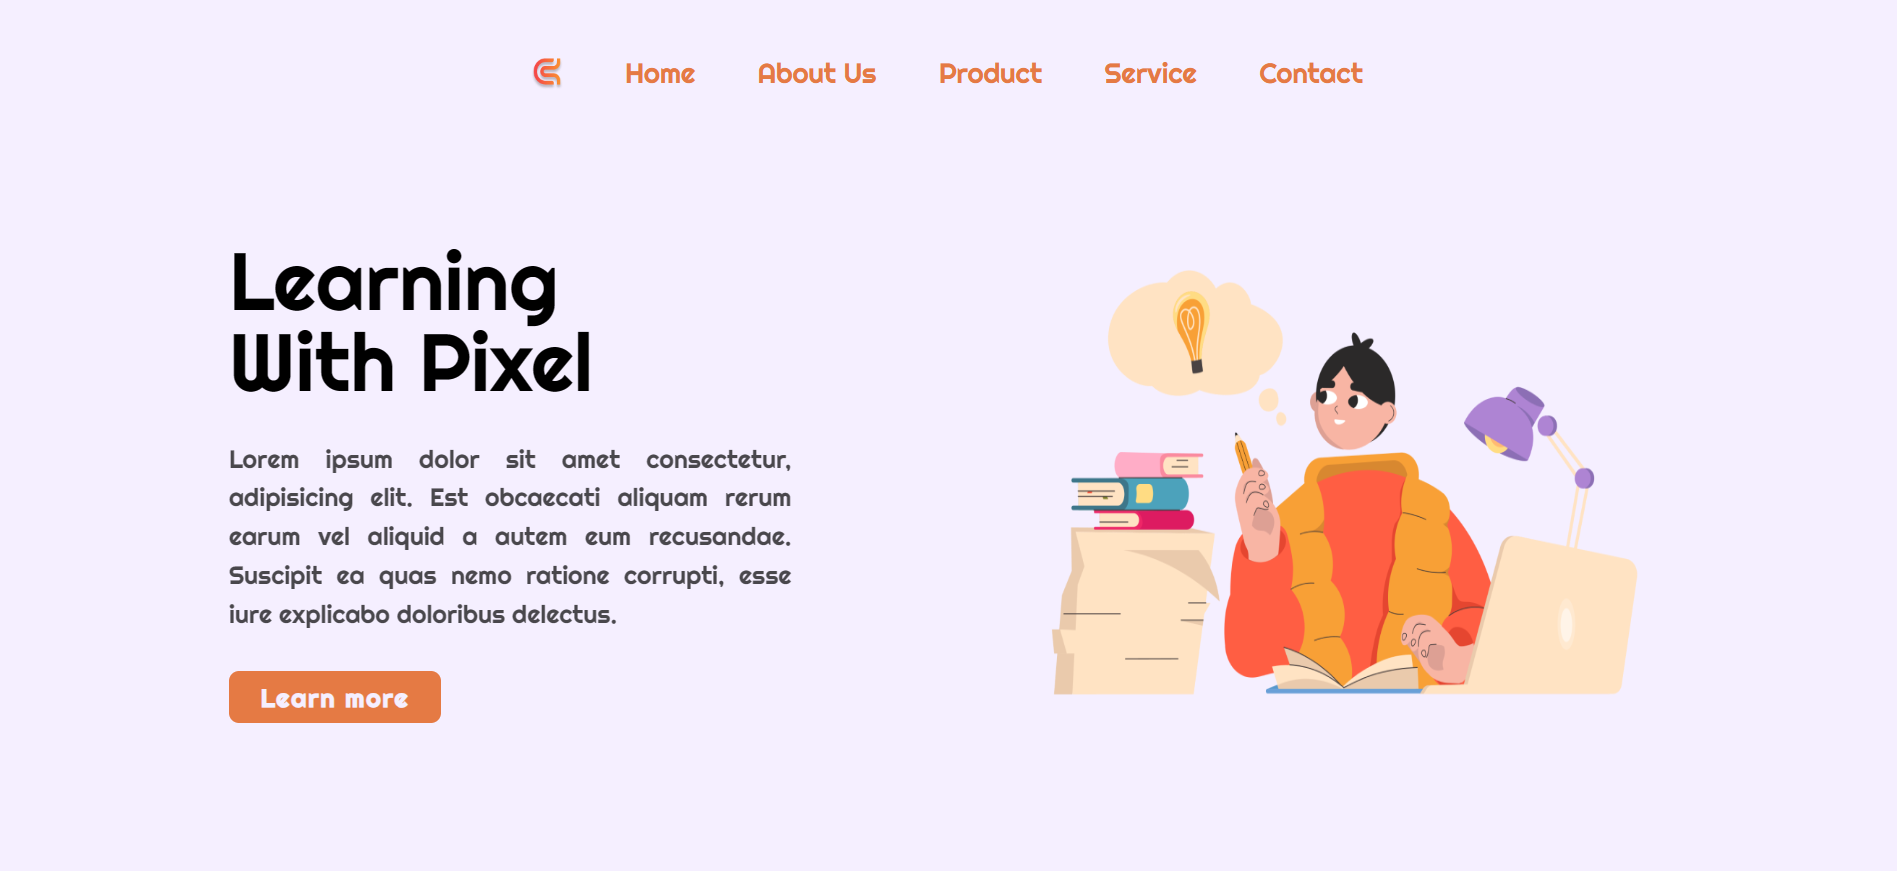 Home About Us Product Service Contact
Learning
With Pixel
Lorem ipsum dolor sit amet consectetur,
adipisicing elit. Est obcaecati aliquam rerum
earum vel aliquid a autem eum recusandae.
Suscipit ea quas nemo ratione corrupti, esse
iure explicabo doloribus delectus.
Learn more